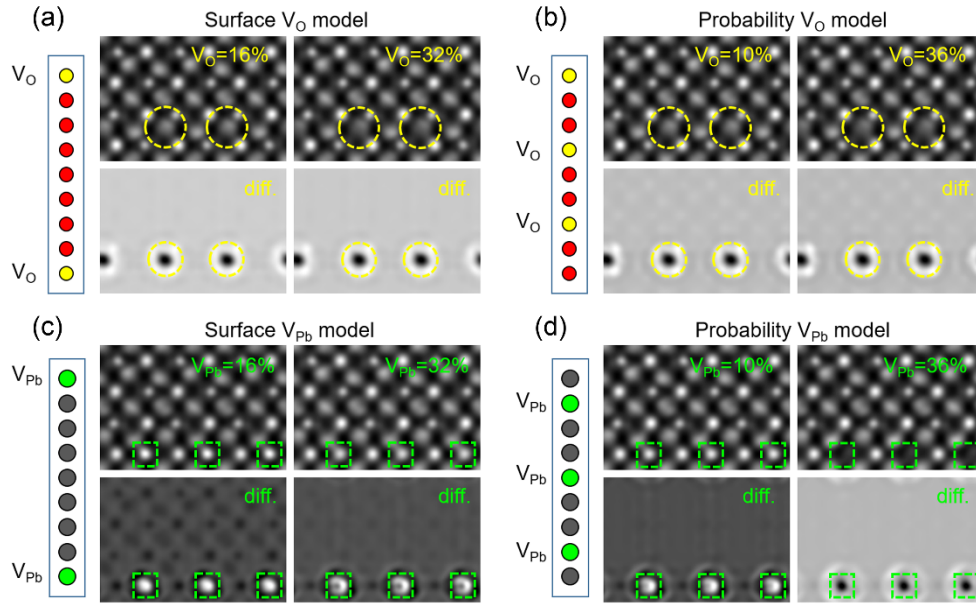 (a)
Surface V_O model
V_O
V_O
V_O=16%
V_O=32%
diff.
diff.
(b)
Probability V_O model
V_O
V_O
V_O
V_O=10%
V_O=36%
diff.
diff.
(c)
Surface V_Pb model
V_Pb
V_Pb
V_Pb=16%
V_Pb=32%
diff.
diff.
(d)
Probability V_Pb model
V_Pb
V_Pb
V_Pb
V_Pb=10%
V_Pb=36%
diff.
diff.